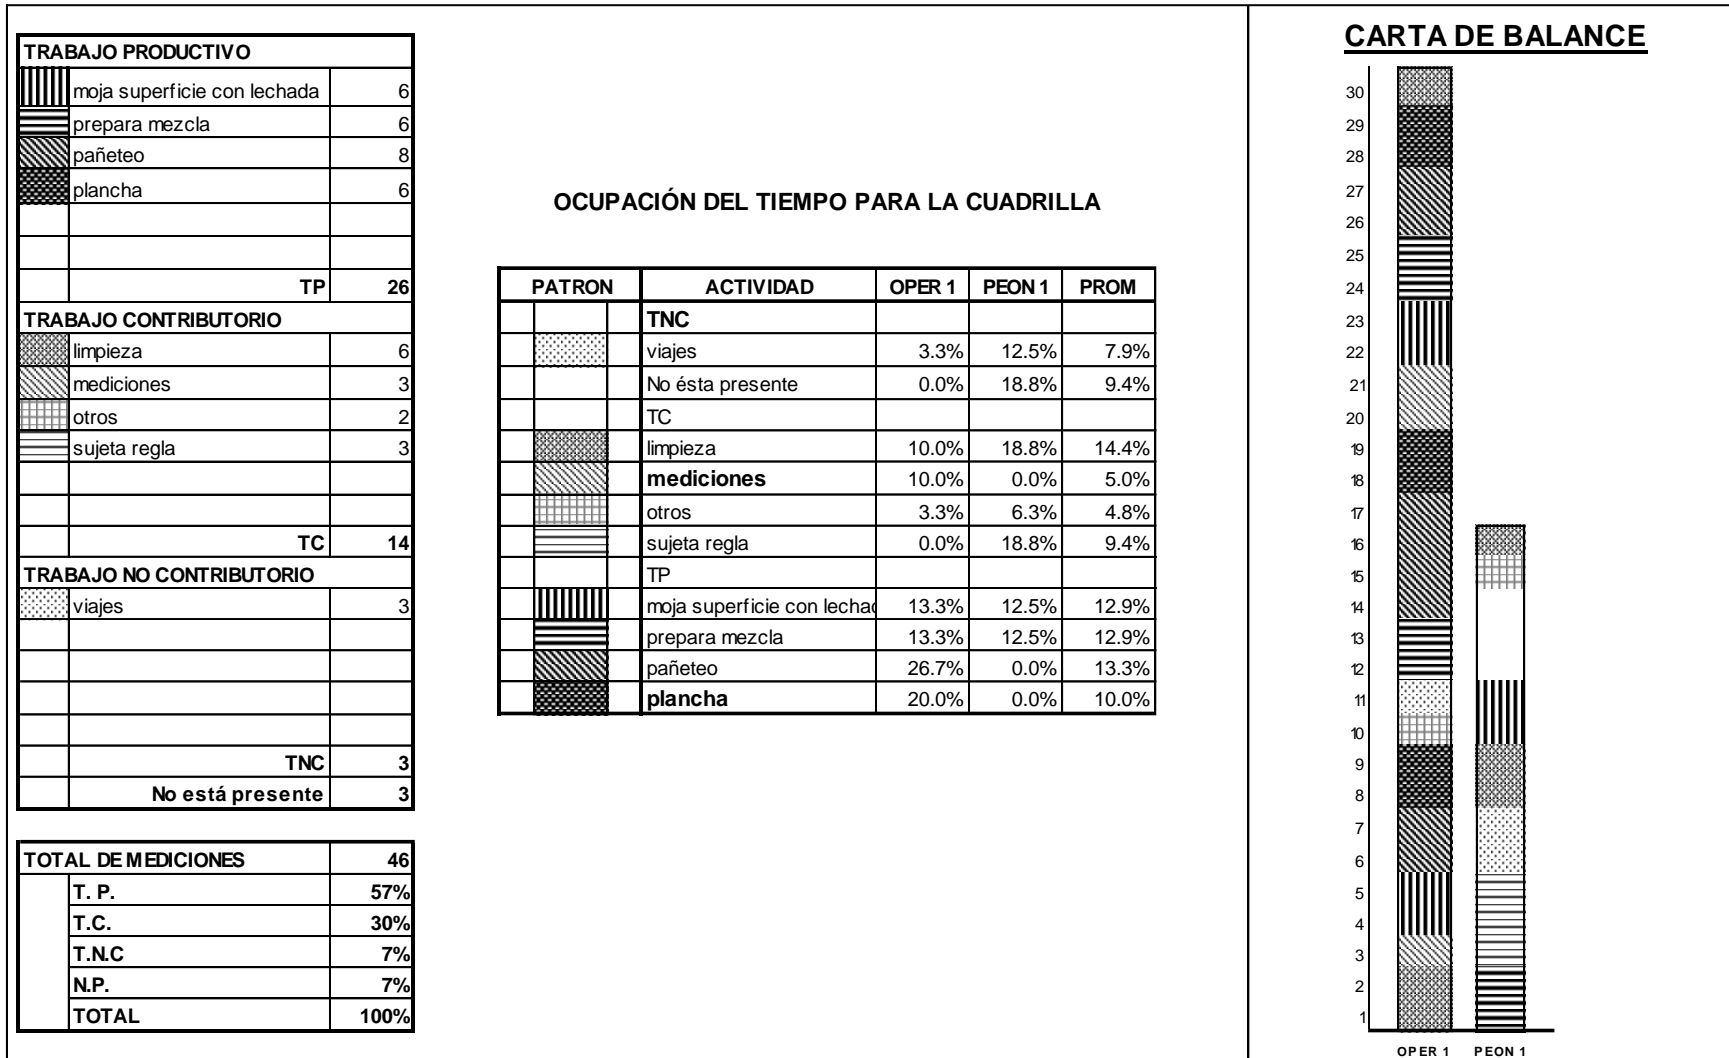 TRABAJO PRODUCTIVO
moja superficie con lechada 6
prepara mezcla 6
pañeteo 8
plancha 6
TP 26
TRABAJO CONTRIBUTORIO
limpieza 6
mediciones 3
otros 2
sujeta regla 3
TC 14
TRABAJO NO CONTRIBUTORIO
viajes 3
TNC 3
No está presente 3
TOTAL DE MEDICIONES 46
T. P. 57%
T.C. 30%
T.N.C 7%
N.P. 7%
TOTAL 100%
OCUPACIÓN DEL TIEMPO PARA LA CUADRILLA
PATRON ACTIVIDAD OPER 1 PEON 1 PROM
TNC
viajes 3.3% 12.5% 7.9%
No ésta presente 0.0% 18.8% 9.4%
TC
limpieza 10.0% 18.8% 14.4%
mediciones 10.0% 0.0% 5.0%
otros 3.3% 6.3% 4.8%
sujeta regla 0.0% 18.8% 9.4%
TP
moja superficie con lechad 13.3% 12.5% 12.9%
prepara mezcla 13.3% 12.5% 12.9%
pañeteo 26.7% 0.0% 13.3%
plancha 20.0% 0.0% 10.0%
CARTA DE BALANCE
30
29
28
27
26
25
24
23
22
21
20
19
18
17
16
15
14
13
12
11
10
9
8
7
6
5
4
3
2
1
OPER 1 PEON 1